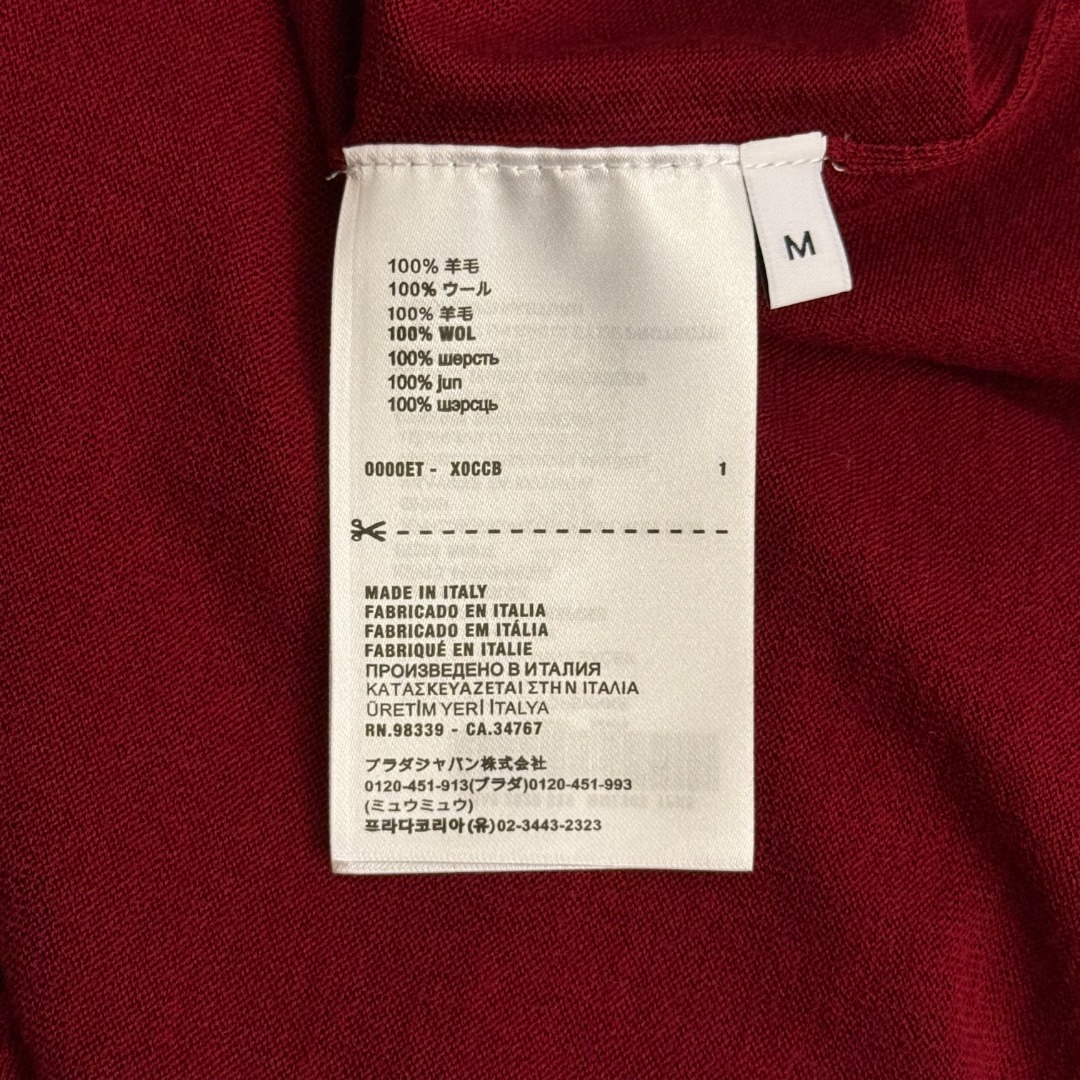 M
100% 羊毛
100% ウール
100% 羊毛
100% WOL
100% шерсть
100% jun
100% шэрсць
0000ET - X0CCB 1
MADE IN ITALY
FABRICADO EN ITALIA
FABRICADO EM ITÁLIA
FABRIQUÉ EN ITALIE
ПРОИЗВЕДЕНО В ИТАЛИЯ
ΚΑΤΑΣΚΕΥΑΖΕΤΑΙ ΣΤΗ Ν ΙΤΑΛΙΑ
ÜRETİM YERİ İTALYA
RN.98339 - CA.34767
プラダジャパン株式会社
0120-451-913(プラダ)0120-451-993
(ミュウミュウ)
프라다코리아(유)02-3443-2323